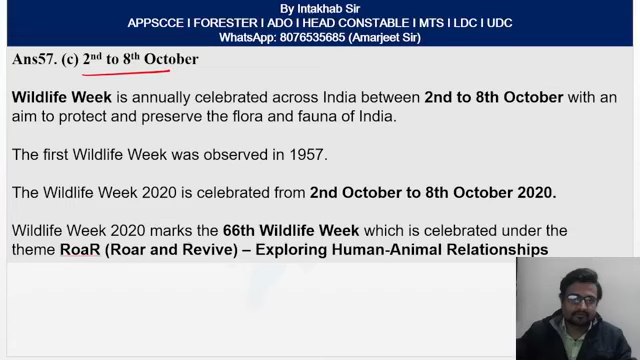 By Intakhab Sir
APPSCCE I FORESTER I ADO I HEAD CONSTABLE I MTS I LDC I UDC
WhatsApp: 8076535685 (Amarjeet Sir)
Ans57. (c) 2nd to 8th October
Wildlife Week is annually celebrated across India between 2nd to 8th October with an
aim to protect and preserve the flora and fauna of India.
The first Wildlife Week was observed in 1957.
The Wildlife Week 2020 is celebrated from 2nd October to 8th October 2020.
Wildlife Week 2020 marks the 66th Wildlife Week which is celebrated under the
theme RoaR (Roar and Revive) – Exploring Human-Animal Relationships